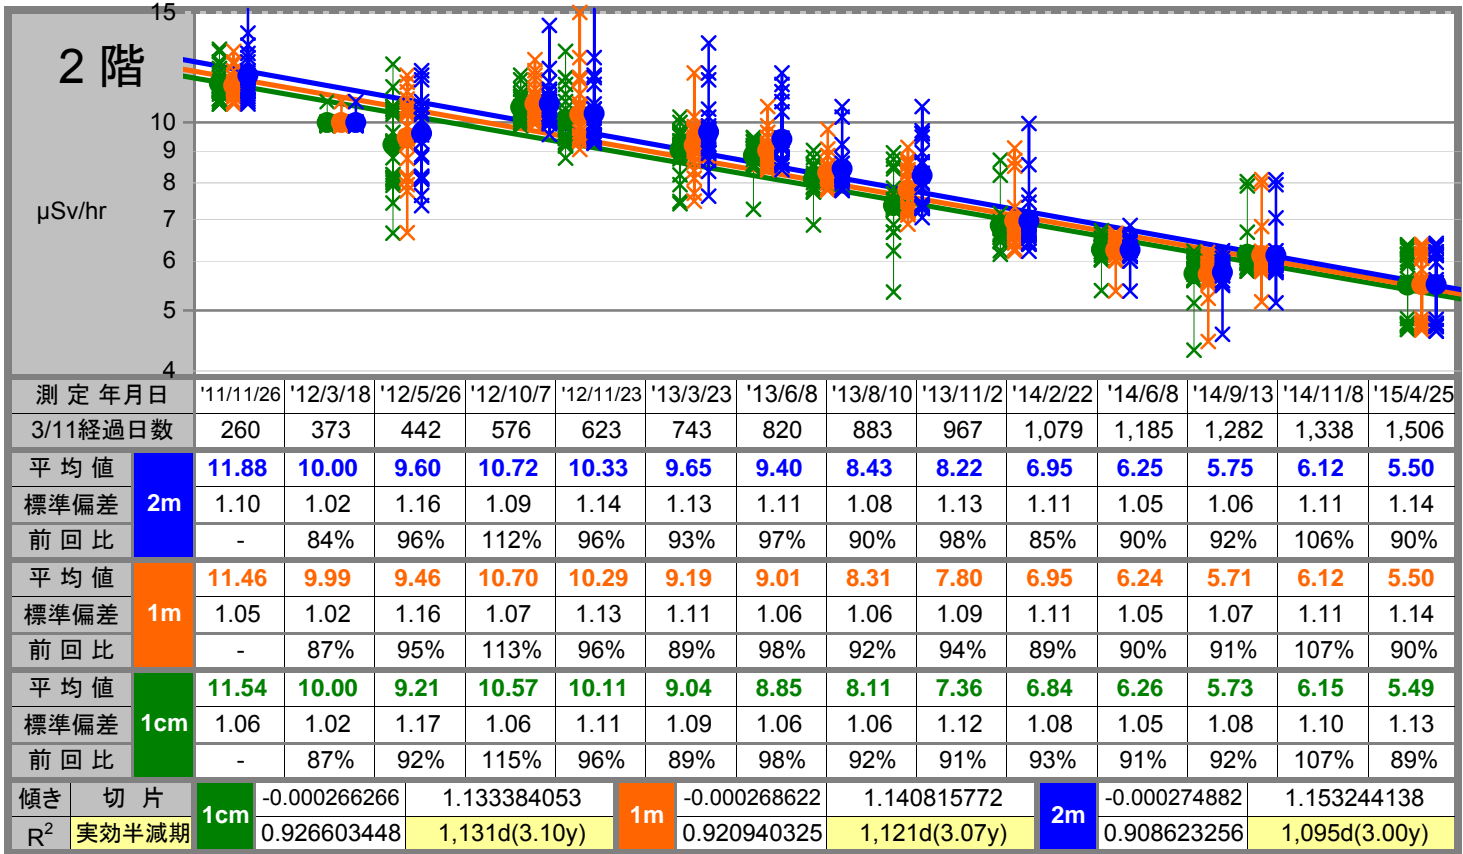 15
2 階
10
9
8
μSv/hr
7
6
5
4
測 定 年月日 '11/11/26 '12/3/18 '12/5/26 '12/10/7 '12/11/23 '13/3/23 '13/6/8 '13/8/10 '13/11/2 '14/2/22 '14/6/8 '14/9/13 '14/11/8 '15/4/25
3/11経過日数 260 373 442 576 623 743 820 883 967 1,079 1,185 1,282 1,338 1,506
2m
平 均 値 11.88 10.00 9.60 10.72 10.33 9.65 9.40 8.43 8.22 6.95 6.25 5.75 6.12 5.50
標準偏差 1.10 1.02 1.16 1.09 1.14 1.13 1.11 1.08 1.13 1.11 1.05 1.06 1.11 1.14
前 回 比 - 84% 96% 112% 96% 93% 97% 90% 98% 85% 90% 92% 106% 90%
1m
平 均 値 11.46 9.99 9.46 10.70 10.29 9.19 9.01 8.31 7.80 6.95 6.24 5.71 6.12 5.50
標準偏差 1.05 1.02 1.16 1.07 1.13 1.11 1.06 1.06 1.09 1.11 1.05 1.07 1.11 1.14
前 回 比 - 87% 95% 113% 96% 89% 98% 92% 94% 89% 90% 91% 107% 90%
1cm
平 均 値 11.54 10.00 9.21 10.57 10.11 9.04 8.85 8.11 7.36 6.84 6.26 5.73 6.15 5.49
標準偏差 1.06 1.02 1.17 1.06 1.11 1.09 1.06 1.06 1.12 1.08 1.05 1.08 1.10 1.13
前 回 比 - 87% 92% 115% 96% 89% 98% 92% 91% 93% 91% 92% 107% 89%
傾き 切 片 1cm -0.000266266 1.133384053 1m -0.000268622 1.140815772 2m -0.000274882 1.153244138
R² 実効半減期 0.926603448 1,131d(3.10y) 0.920940325 1,121d(3.07y) 0.908623256 1,095d(3.00y)